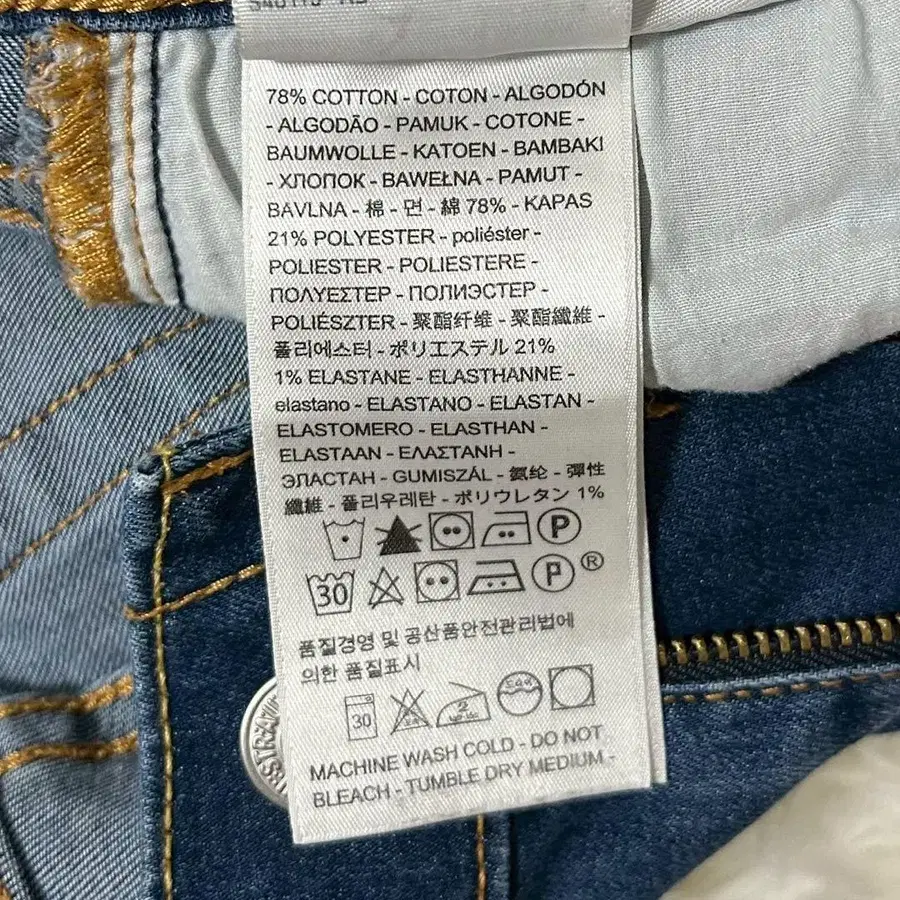 78% COTTON - COTON - ALGODÓN
- ALGODÃO - PAMUK - COTONE -
BAUMWOLLE - KATOEN - BAMBAKI
- ХЛОПОК - BAWEŁNA - PAMUT -
BAVLNA - 棉 - 면 - 綿 78% - KAPAS
21% POLYESTER - poliéster -
POLIESTER - POLIESTERE -
ΠΟΛΥΕΣΤΕΡ - ПОЛИЭСТЕР -
POLIÉSZTER - 聚酯纤维 - 聚酯纖維 -
폴리에스터 - ポリエステル 21%
1% ELASTANE - ELASTHANNE -
elastano - ELASTANO - ELASTAN -
ELASTOMERO - ELASTHAN -
ELASTAAN - ΕΛΑΣΤΑΝΗ -
ЭЛАСТАН - GUMISZÁL - 氨纶 - 彈性
纖維 - 폴리우레탄 - ポリウレタン 1%
P
30 P ®
품질경영 및 공산품안전관리법에
의한 품질표시
30 2
MACHINE WASH COLD - DO NOT
BLEACH - TUMBLE DRY MEDIUM -